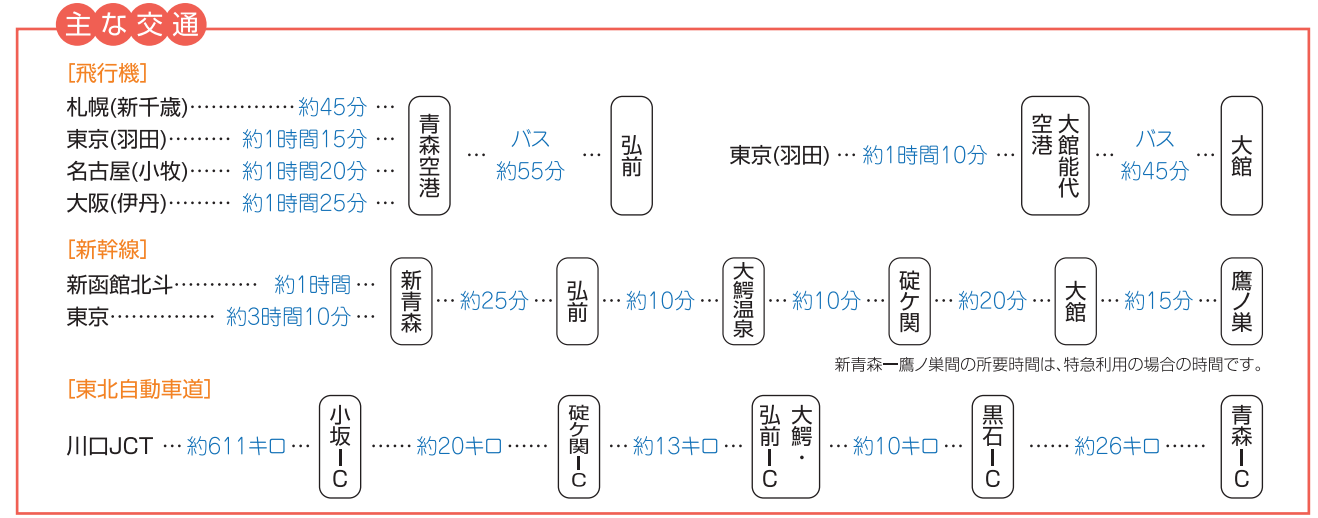 主な交通
[飛行機]
札幌(新千歳)……………約45分…
東京(羽田)………約1時間15分…
名古屋(小牧)……約1時間20分…
大阪(伊丹)………約1時間25分…
青森空港
…バス…
約55分
弘前
東京(羽田)…約1時間10分…
大館能代
空港
…バス…
約45分
大館
[新幹線]
新函館北斗…………約1時間…
東京……………約3時間10分…
新青森…約25分…弘前…約10分…大鰐温泉…約10分…碇ケ関…約20分…大館…約15分…鷹ノ巣
新青森ー鷹ノ巣間の所要時間は、特急利用の場合の時間です。
[東北自動車道]
川口JCT…約611キロ…小坂IC……約20キロ……碇ケ関IC…約13キロ…大鰐・弘前IC…約10キロ…黒石IC……約26キロ……青森IC